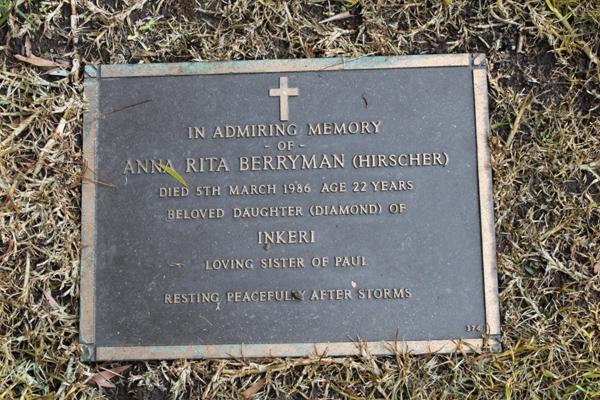 IN ADMIRING MEMORY
- OF -
ANNA RITA BERRYMAN (HIRSCHER)
DIED 5TH MARCH 1986 AGE 22 YEARS
BELOVED DAUGHTER (DIAMOND) OF
INKERI
LOVING SISTER OF PAUL
RESTING PEACEFULLY AFTER STORMS
374